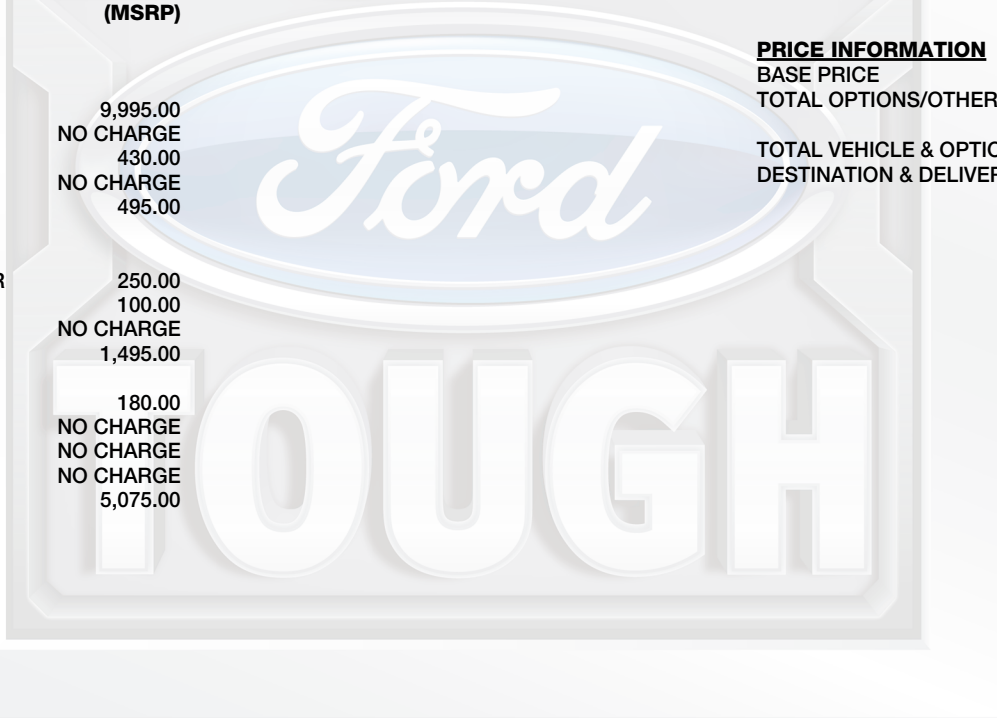 (MSRP)
9,995.00
NO CHARGE
430.00
NO CHARGE
495.00
R 250.00
100.00
NO CHARGE
1,495.00
180.00
NO CHARGE
NO CHARGE
NO CHARGE
5,075.00
PRICE INFORMATION
BASE PRICE
TOTAL OPTIONS/OTHER
TOTAL VEHICLE & OPTIO
DESTINATION & DELIVER
Ford
TOUGH